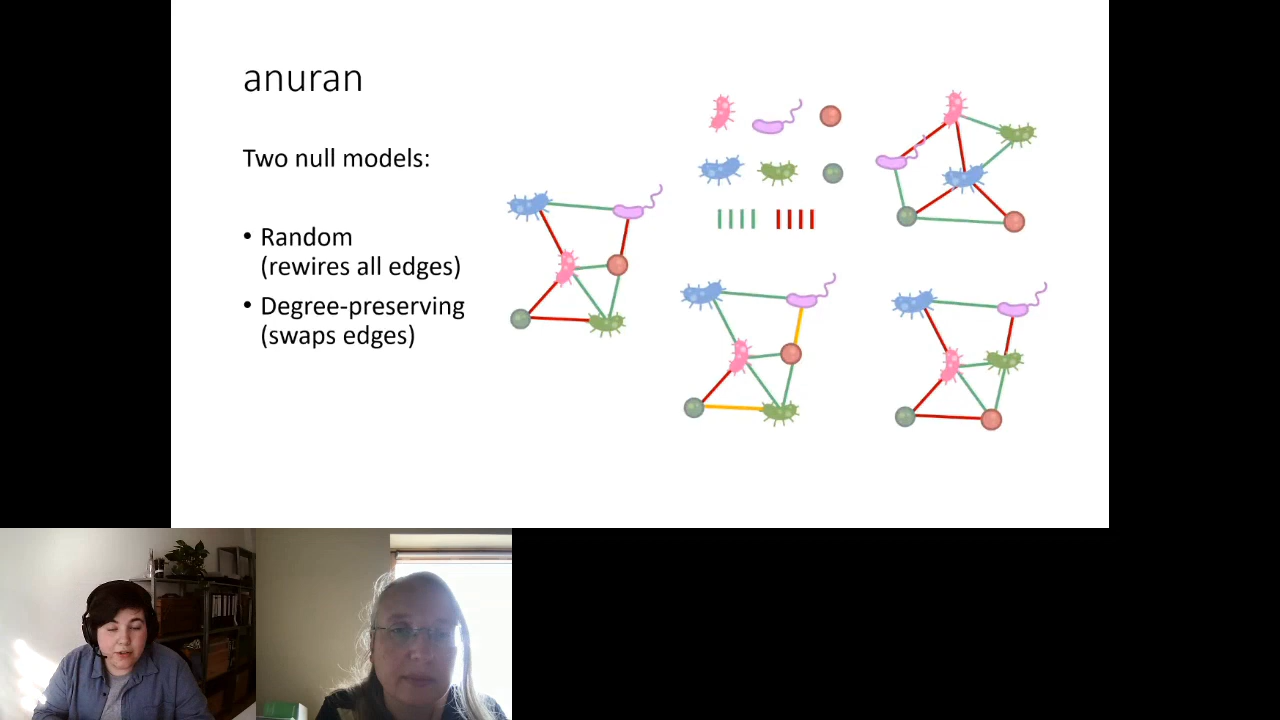 anuran
Two null models:
• Random
(rewires all edges)
• Degree-preserving
(swaps edges)